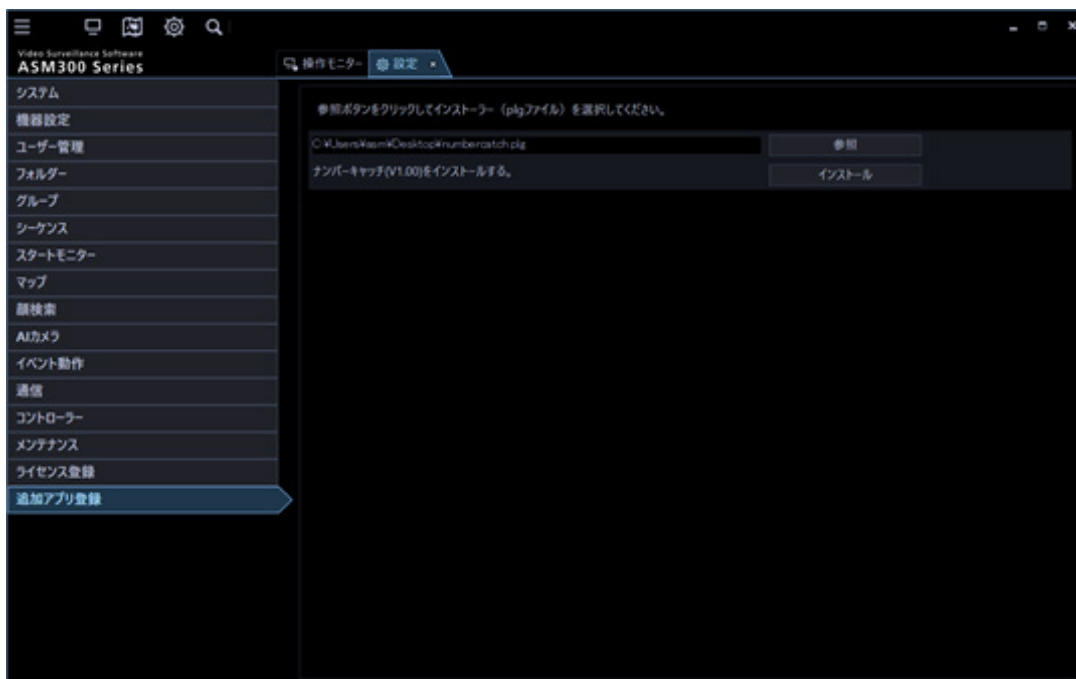 Video Surveillance Software
ASM300 Series
操作モニター
設定 ×
システム
機器設定
ユーザー管理
フォルダー
グループ
シーケンス
スタートモニター
マップ
顔検索
AIカメラ
イベント動作
通信
コントローラー
メンテナンス
ライセンス登録
追加アプリ登録
参照ボタンをクリックしてインストーラー（plgファイル）を選択してください。
C:¥Users¥asm¥Desktop¥numbercatch.plg
参照
ナンバーキャッチ(V1.00)をインストールする。
インストール